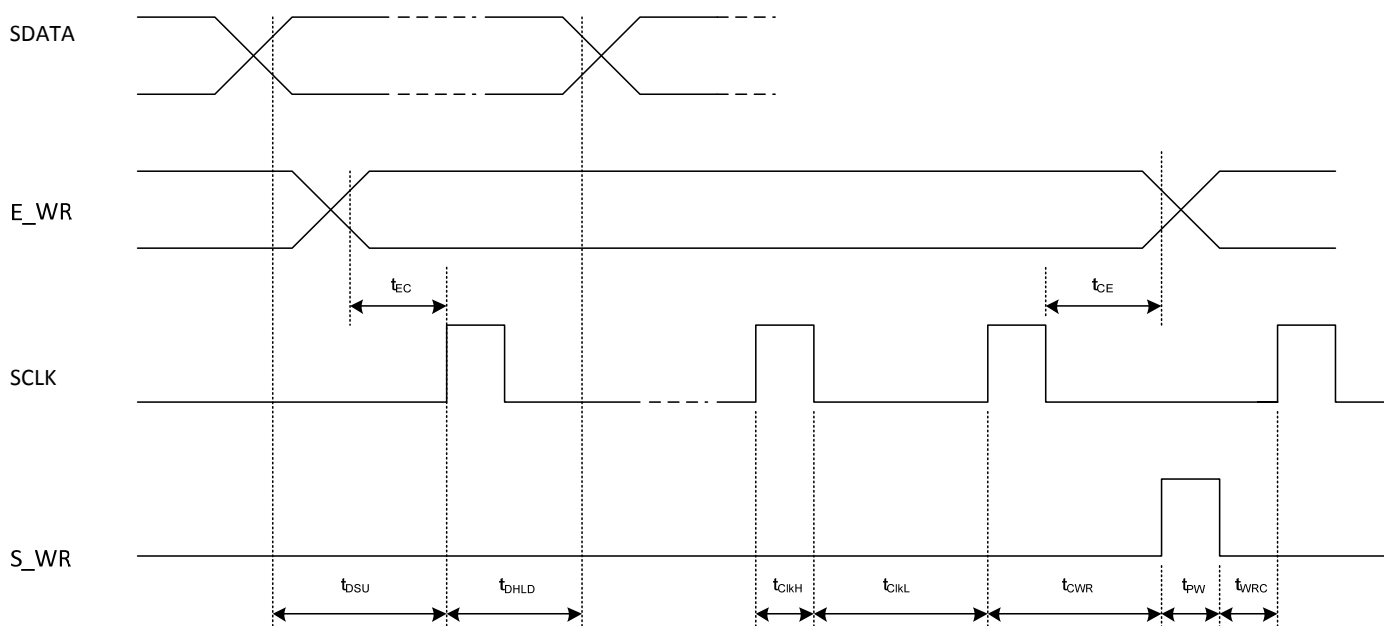 SDATA
E_WR
tEC
tCE
SCLK
S_WR
tDSU
tDHLD
tClkH
tClkL
tCWR
tPW
tWRC